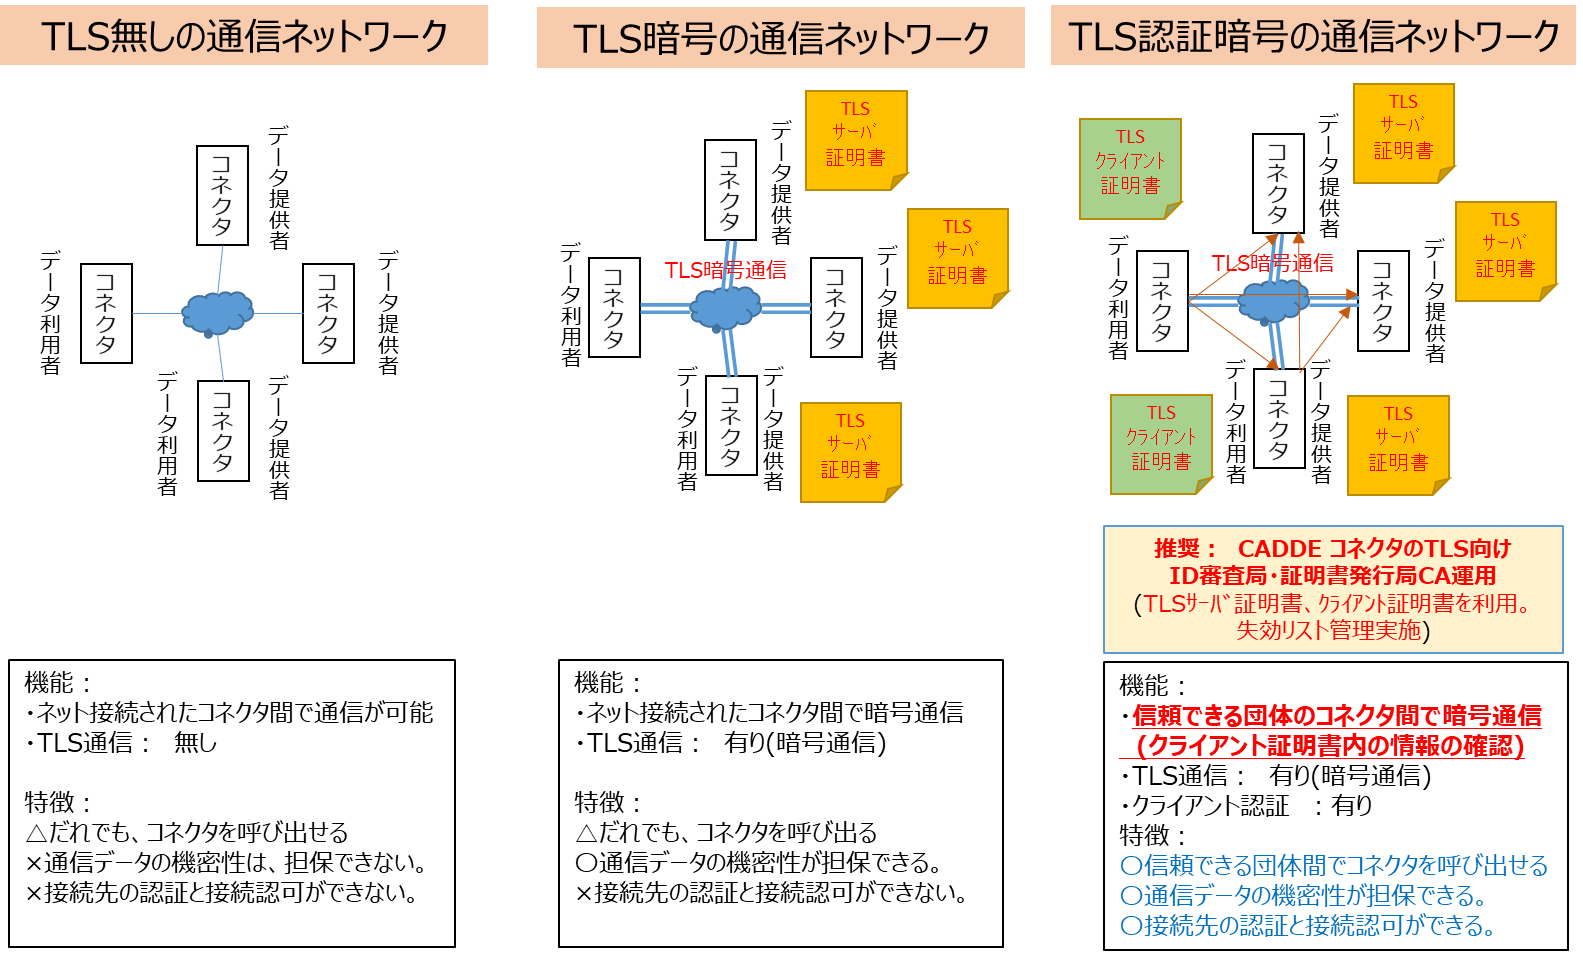 TLS無しの通信ネットワーク
データ提供者
コネクタ
データ利用者
コネクタ
コネクタ
データ提供者
データ利用者
コネクタ
データ提供者
機能：
・ネット接続されたコネクタ間で通信が可能
・TLS通信：　無し
特徴：
△だれでも、コネクタを呼び出せる
×通信データの機密性は、担保できない。
×接続先の認証と接続認可ができない。
TLS暗号の通信ネットワーク
TLS
サーバ
証明書
データ提供者
コネクタ
TLS
サーバ
証明書
TLS暗号通信
データ利用者
コネクタ
コネクタ
データ提供者
データ利用者
コネクタ
データ提供者
TLS
サーバ
証明書
機能：
・ネット接続されたコネクタ間で暗号通信
・TLS通信：　有り(暗号通信)
特徴：
△だれでも、コネクタを呼び出る
〇通信データの機密性が担保できる。
×接続先の認証と接続認可ができない。
TLS認証暗号の通信ネットワーク
TLS
クライアント
証明書
コネクタ
データ提供者
TLS
サーバ
証明書
TLS
サーバ
証明書
TLS暗号通信
データ利用者
コネクタ
コネクタ
データ提供者
TLS
クライアント
証明書
データ利用者
コネクタ
データ提供者
TLS
サーバ
証明書
推奨：　CADDE コネクタのTLS向け
ID審査局・証明書発行局CA運用
(TLSｻｰﾊﾞ証明書、ｸﾗｲｱﾝﾄ証明書を利用。
失効リスト管理実施)
機能：
・信頼できる団体のコネクタ間で暗号通信
(クライアント証明書内の情報の確認)
・TLS通信：　有り(暗号通信)
・クライアント認証　：有り
特徴：
〇信頼できる団体間でコネクタを呼び出せる
〇通信データの機密性が担保できる。
〇接続先の認証と接続認可ができる。